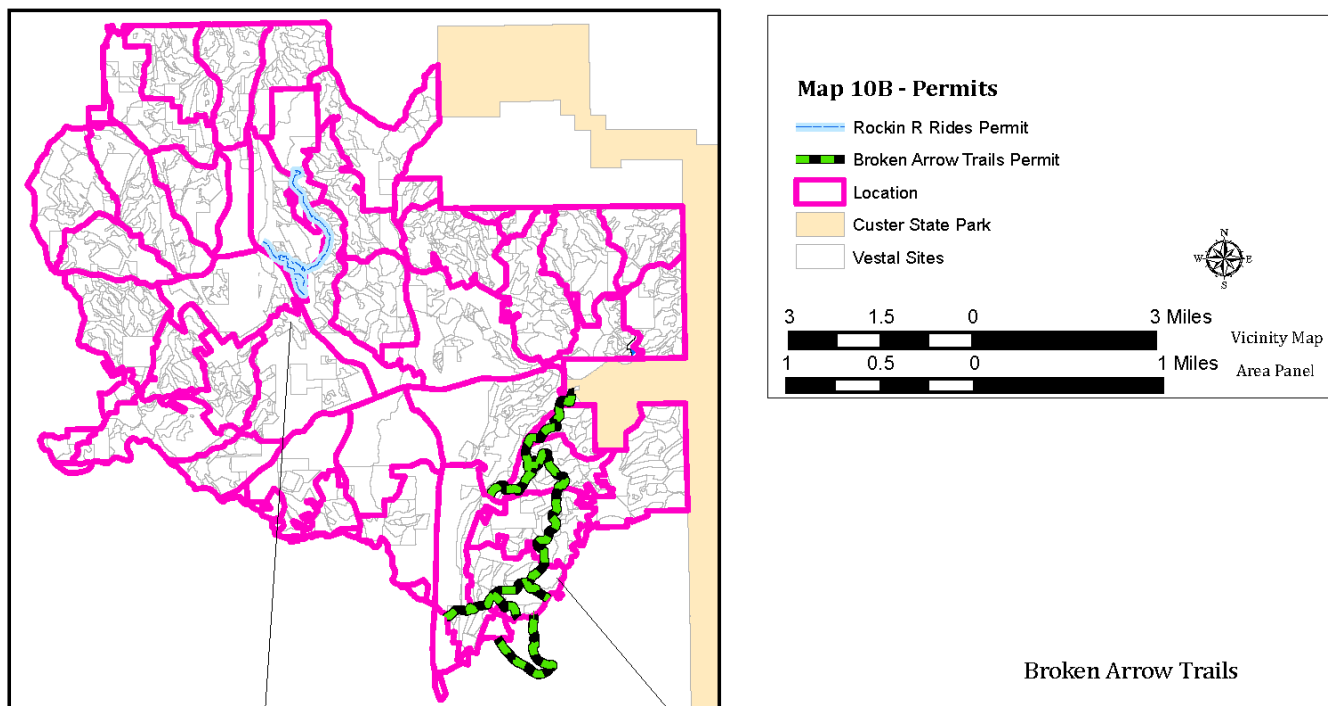 Map 10B - Permits
Rockin R Rides Permit
Broken Arrow Trails Permit
Location
Custer State Park
Vestal Sites
N
W E
S
3 1.5 0 3 Miles
Vicinity Map
1 0.5 0 1 Miles
Area Panel
Broken Arrow Trails